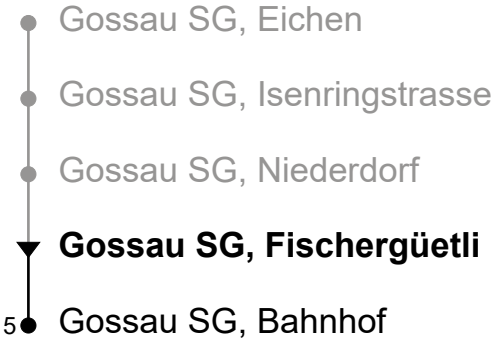 Gossau SG, Eichen
Gossau SG, Isenringstrasse
Gossau SG, Niederdorf
Gossau SG, Fischergüetli
5 Gossau SG, Bahnhof